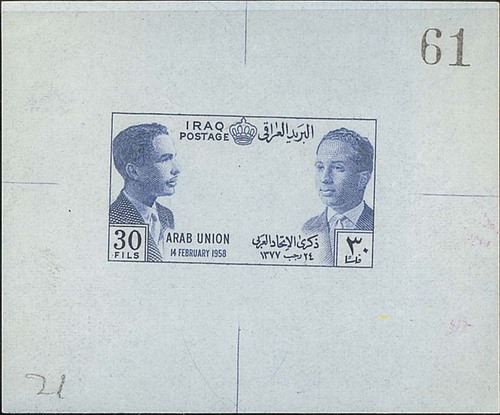 61
IRAQ البريد العراقي
POSTAGE
30 FILS
ARAB UNION
14 FEBRUARY 1958
ذكرى الإتحاد العربي
٢٤ رجب ١٣٧٧
٣٠ فلسًا
21